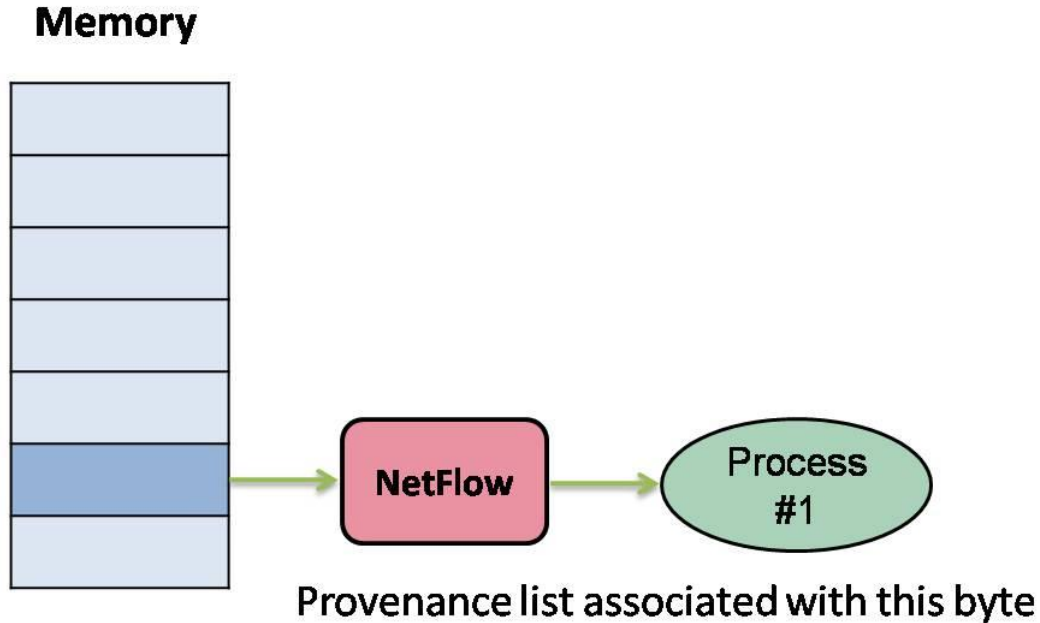 Memory
NetFlow
Process
#1
Provenance list associated with this byte